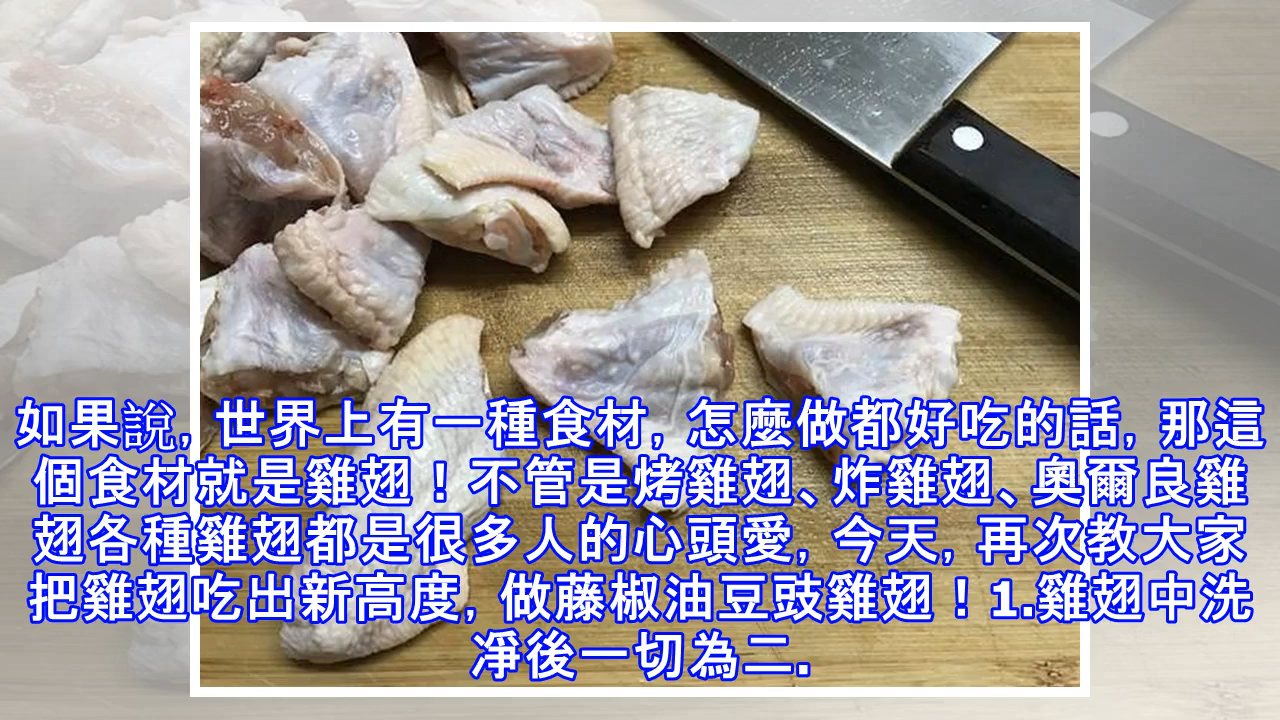 如果說, 世界上有一種食材, 怎麼做都好吃的話, 那這
個食材就是雞翅！不管是烤雞翅、炸雞翅、奧爾良雞
翅各種雞翅都是很多人的心頭愛, 今天, 再次教大家
把雞翅吃出新高度, 做藤椒油豆豉雞翅！1.雞翅中洗
凈後一切為二.